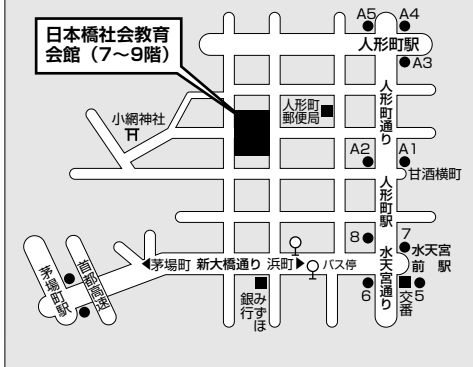 日本橋社会教育
会館（7〜9階）
A5
A4
人形町駅
A3
人形町通り
小網神社
人形町
郵便局
A2
A1
甘酒横町
人形町駅
8
7
水天宮
前駅
水天宮通り
◀茅場町 新大橋通り 浜町▶
バス停
茅場町駅
首都高速
みずほ
銀行
6
交番
5